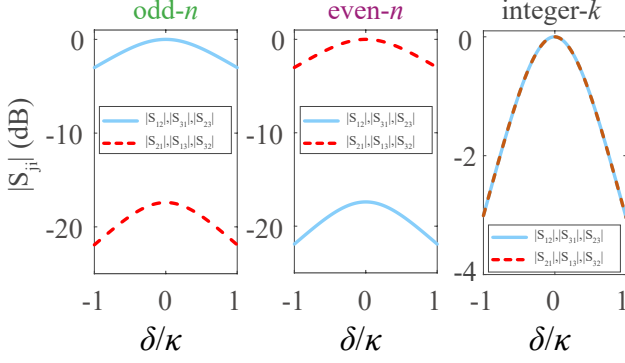 odd-n
even-n
integer-k
|S_ji| (dB)
0
-10
-20
|S₁₂|,|S₃₁|,|S₂₃|
|S₂₁|,|S₁₃|,|S₃₂|
-1
0
1
δ/κ
0
-10
-20
|S₁₂|,|S₃₁|,|S₂₃|
|S₂₁|,|S₁₃|,|S₃₂|
-1
0
1
δ/κ
0
-2
-4
|S₁₂|,|S₃₁|,|S₂₃|
|S₂₁|,|S₁₃|,|S₃₂|
-1
0
1
δ/κ